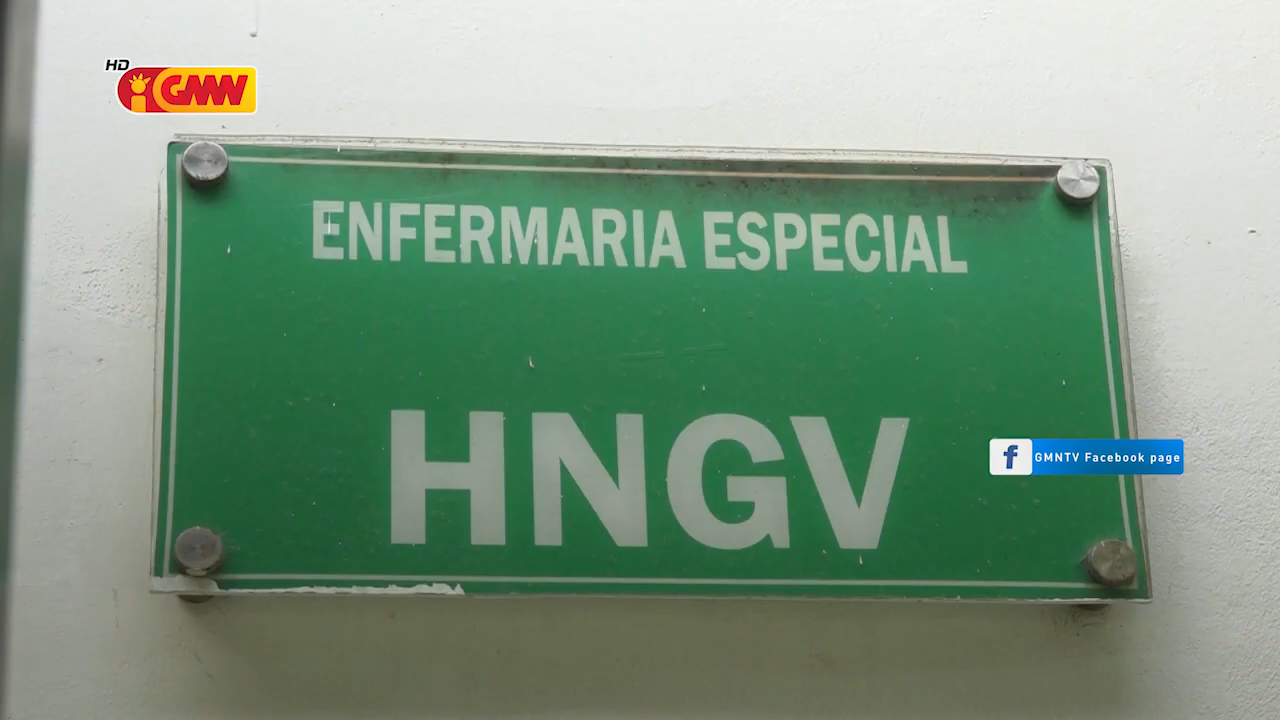 HD
GMN
ENFERMARIA ESPECIAL
HNGV
f GMNTV Facebook page